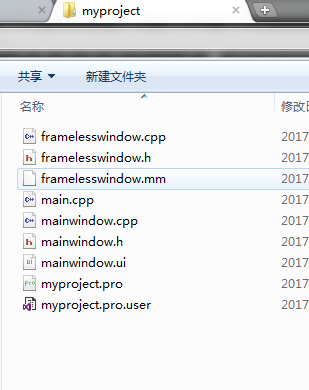 myproject
共享 新建文件夹
名称 修改日
framelesswindow.cpp 2017
framelesswindow.h 2017
framelesswindow.mm 2017
main.cpp 2017
mainwindow.cpp 2017
mainwindow.h 2017
mainwindow.ui 2017
myproject.pro 2017
myproject.pro.user 2017